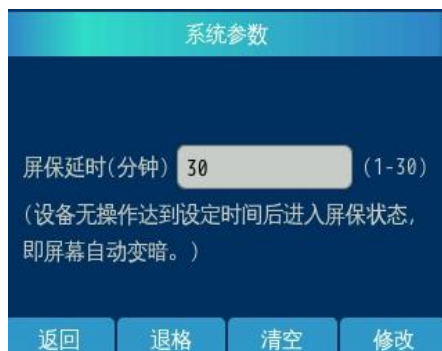 系统参数
屏保延时(分钟) 30 (1-30)
(设备无操作达到设定时间后进入屏保状态,
即屏幕自动变暗。)
返回 退格 清空 修改